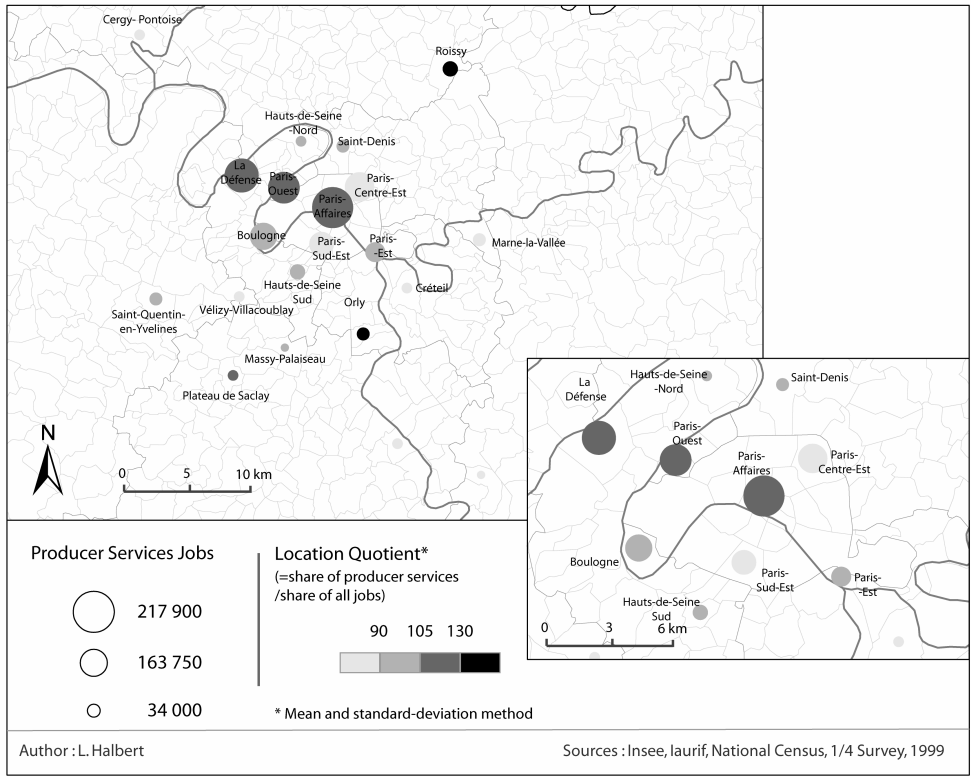 Cergy- Pontoise
Roissy
Hauts-de-Seine
-Nord
Saint-Denis
La
Défense
Paris-
Ouest
Paris-
Centre-Est
Paris-
Affaires
Boulogne
Paris-
Sud-Est
Paris-
-Est
Marne-la-Vallée
Hauts-de-Seine
Sud
Créteil
Orly
Vélizy-Villacoublay
Saint-Quentin-
en-Yvelines
Massy-Palaiseau
Plateau de Saclay
N
0 5 10 km
Hauts-de-Seine
-Nord
Saint-Denis
La
Défense
Paris-
Ouest
Paris-
Affaires
Paris-
Centre-Est
Boulogne
Paris-
Sud-Est
Paris-
-Est
Hauts-de-Seine
Sud
0 3 6 km
Producer Services Jobs
217 900
163 750
34 000
Location Quotient*
(=share of producer services
/share of all jobs)
90 105 130
* Mean and standard-deviation method
Author : L. Halbert
Sources : Insee, Iaurif, National Census, 1/4 Survey, 1999